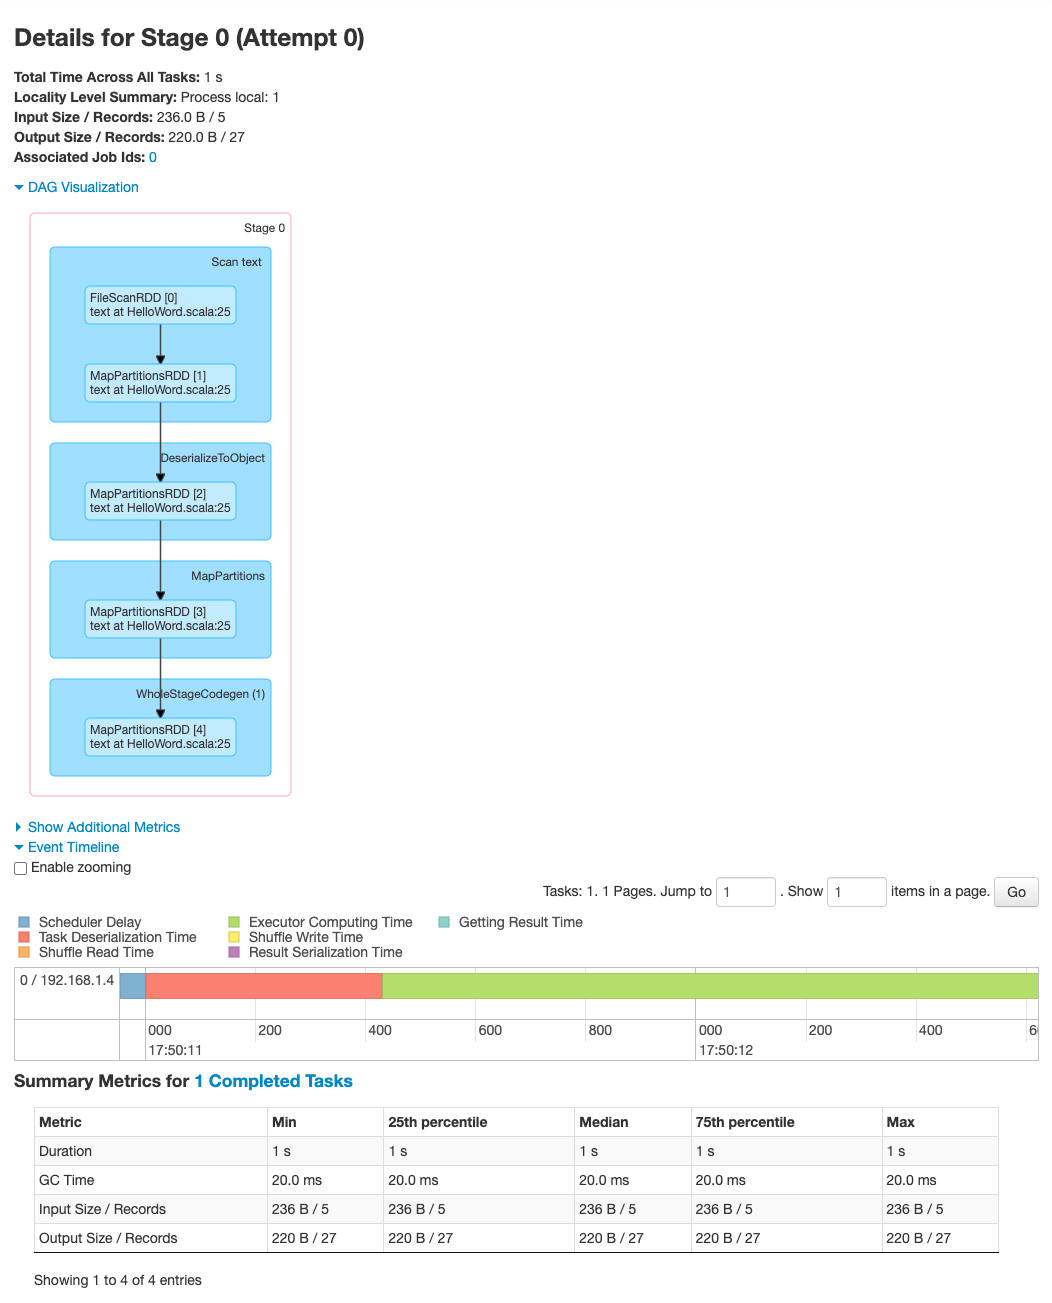 Details for Stage 0 (Attempt 0)
Total Time Across All Tasks: 1 s
Locality Level Summary: Process local: 1
Input Size / Records: 236.0 B / 5
Output Size / Records: 220.0 B / 27
Associated Job Ids: 0
DAG Visualization
Stage 0
Scan text
FileScanRDD [0]
text at HelloWord.scala:25
MapPartitionsRDD [1]
text at HelloWord.scala:25
DeserializeToObject
MapPartitionsRDD [2]
text at HelloWord.scala:25
MapPartitions
MapPartitionsRDD [3]
text at HelloWord.scala:25
WholeStageCodegen (1)
MapPartitionsRDD [4]
text at HelloWord.scala:25
Show Additional Metrics
Event Timeline
Enable zooming
Tasks: 1. 1 Pages. Jump to 1 . Show 1 items in a page. Go
Scheduler Delay Executor Computing Time Getting Result Time
Task Deserialization Time Shuffle Write Time
Shuffle Read Time Result Serialization Time
0 / 192.168.1.4
000 200 400 600 800 000 200 400 6
17:50:11 17:50:12
Summary Metrics for 1 Completed Tasks
Metric Min 25th percentile Median 75th percentile Max
Duration 1 s 1 s 1 s 1 s 1 s
GC Time 20.0 ms 20.0 ms 20.0 ms 20.0 ms 20.0 ms
Input Size / Records 236 B / 5 236 B / 5 236 B / 5 236 B / 5 236 B / 5
Output Size / Records 220 B / 27 220 B / 27 220 B / 27 220 B / 27 220 B / 27
Showing 1 to 4 of 4 entries